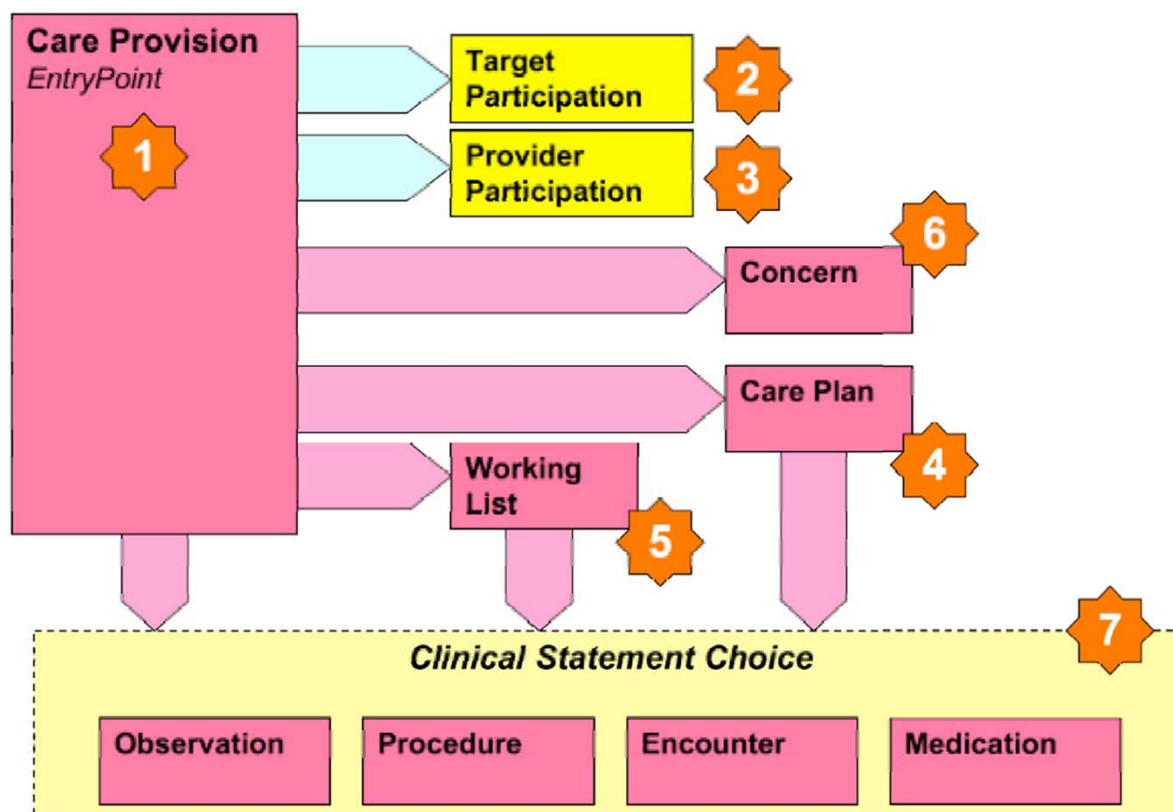 Care Provision
EntryPoint
1
Target
Participation
2
Provider
Participation
3
6
Concern
Care Plan
4
Working
List
5
7
Clinical Statement Choice
Observation
Procedure
Encounter
Medication